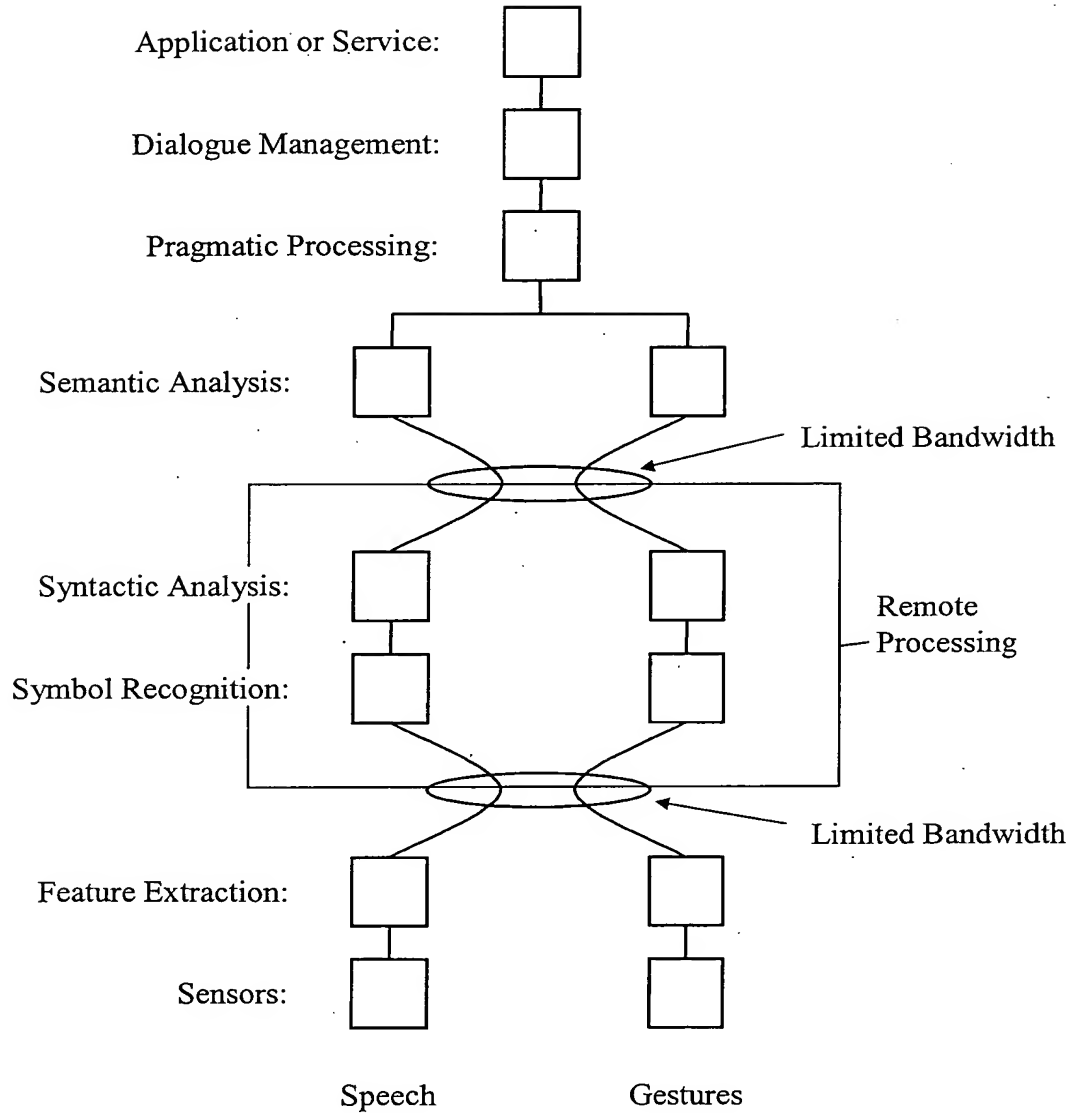 Application or Service:
Dialogue Management:
Pragmatic Processing:
Semantic Analysis:
Limited Bandwidth
Syntactic Analysis:
Remote
Processing
Symbol Recognition:
Limited Bandwidth
Feature Extraction:
Sensors:
Speech
Gestures